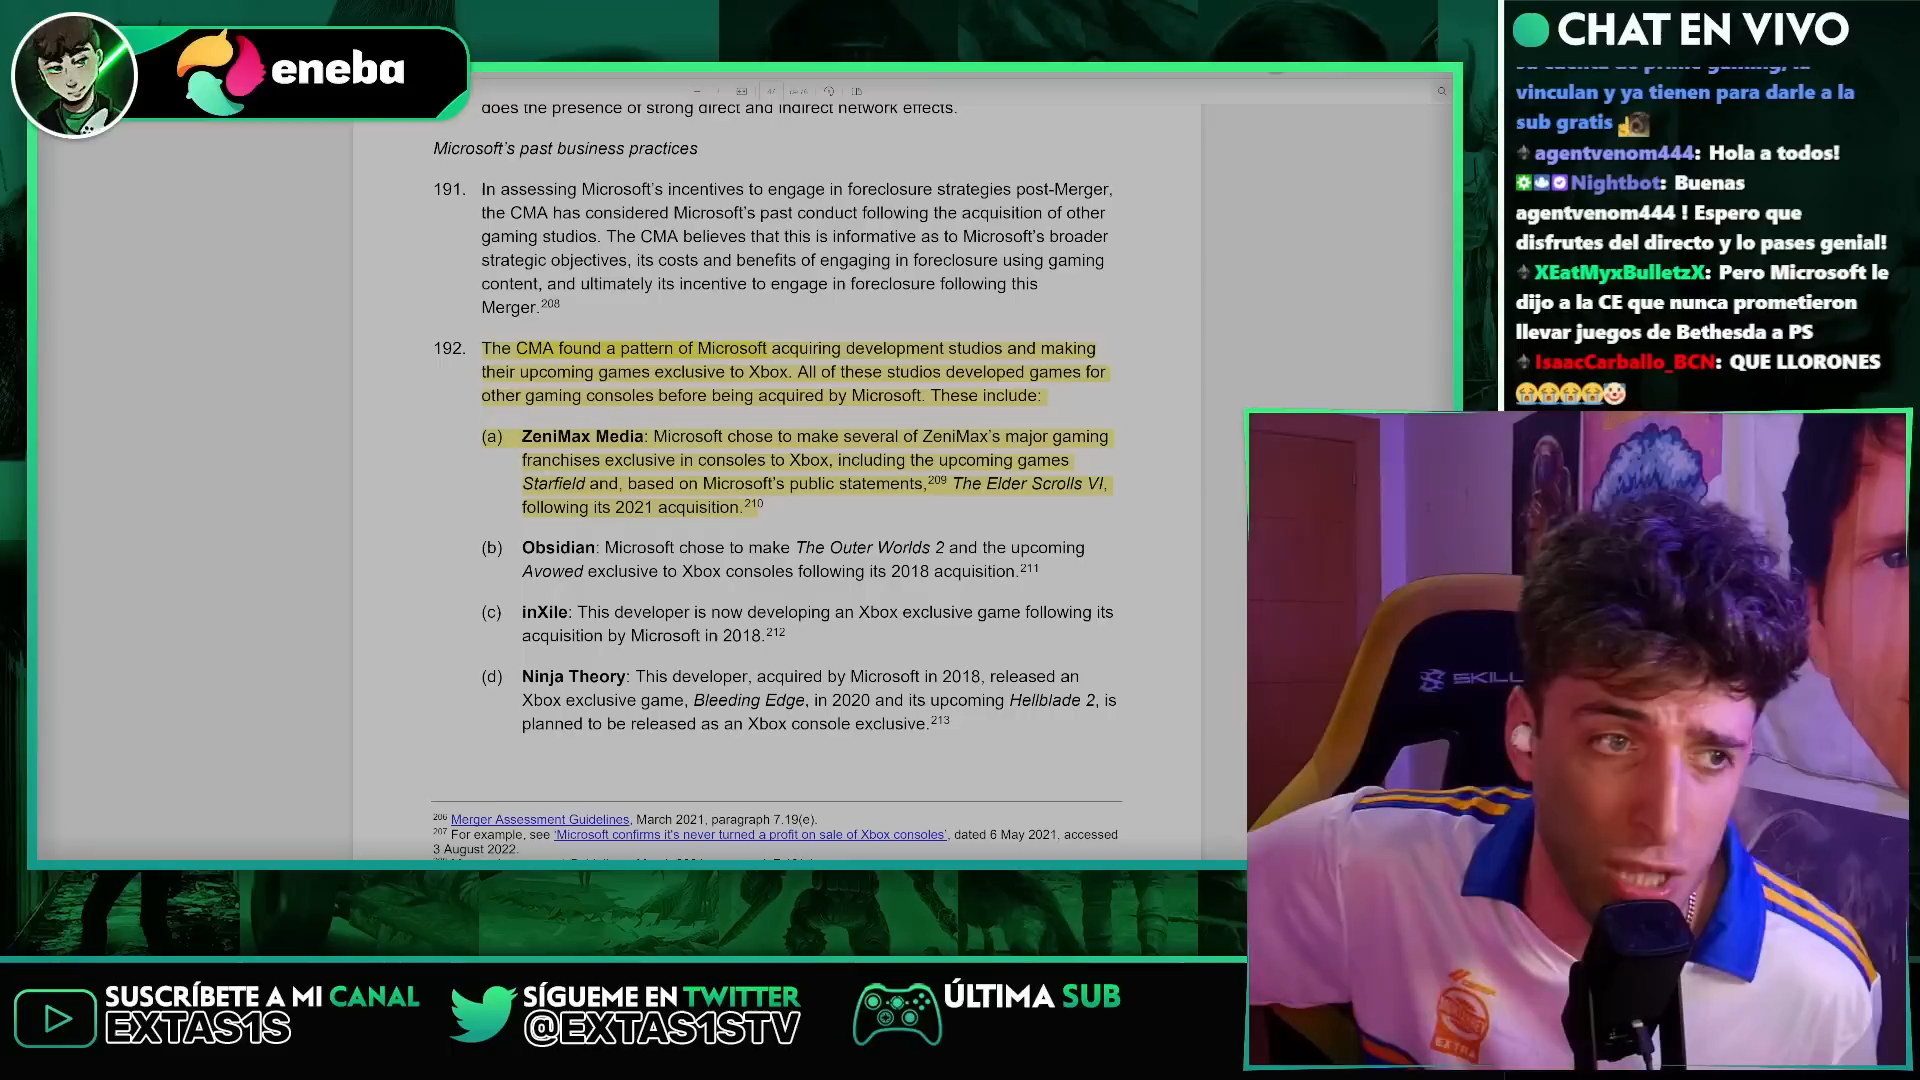 eneba
does the presence of strong direct and indirect network effects.
Microsoft's past business practices
191. In assessing Microsoft's incentives to engage in foreclosure strategies post-Merger,
the CMA has considered Microsoft's past conduct following the acquisition of other
gaming studios. The CMA believes that this is informative as to Microsoft's broader
strategic objectives, its costs and benefits of engaging in foreclosure using gaming
content, and ultimately its incentive to engage in foreclosure following this
Merger.208
192. The CMA found a pattern of Microsoft acquiring development studios and making
their upcoming games exclusive to Xbox. All of these studios developed games for
other gaming consoles before being acquired by Microsoft. These include:
(a) ZeniMax Media: Microsoft chose to make several of ZeniMax's major gaming
franchises exclusive in consoles to Xbox, including the upcoming games
Starfield and, based on Microsoft's public statements,209 The Elder Scrolls VI,
following its 2021 acquisition.210
(b) Obsidian: Microsoft chose to make The Outer Worlds 2 and the upcoming
Avowed exclusive to Xbox consoles following its 2018 acquisition.211
(c) inXile: This developer is now developing an Xbox exclusive game following its
acquisition by Microsoft in 2018.212
(d) Ninja Theory: This developer, acquired by Microsoft in 2018, released an
Xbox exclusive game, Bleeding Edge, in 2020 and its upcoming Hellblade 2, is
planned to be released as an Xbox console exclusive.213
206 Merger Assessment Guidelines, March 2021, paragraph 7.19(e).
207 For example, see 'Microsoft confirms it's never turned a profit on sale of Xbox consoles', dated 6 May 2021, accessed
3 August 2022.
CHAT EN VIVO
su cuenta de prime gaming, la
vinculan y ya tienen para darle a la
sub gratis
agentvenom444: Hola a todos!
Nightbot: Buenas
agentvenom444 ! Espero que
disfrutes del directo y lo pases genial!
XEatMyxBulletzX: Pero Microsoft le
dijo a la CE que nunca prometieron
llevar juegos de Bethesda a PS
IsaacCarballo_BCN: QUE LLORONES
SKILL
EXTRA
SUSCRÍBETE A MI CANAL
EXTAS1S
SÍGUEME EN TWITTER
@EXTAS1STV
ÚLTIMA SUB